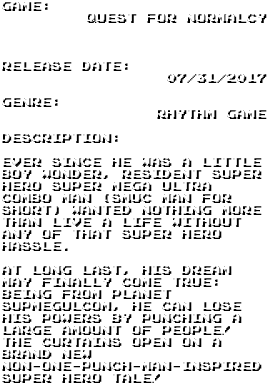 GAME:
QUEST FOR NORMALCY
RELEASE DATE:
07/31/2017
GENRE:
RHYTHM GAME
DESCRIPTION:
EVER SINCE HE WAS A LITTLE
BOY WONDER, RESIDENT SUPER
HERO SUPER MEGA ULTRA
COMBO MAN (SMUC MAN FOR
SHORT) WANTED NOTHING MORE
THAN LIVE A LIFE WITHOUT
ANY OF THAT SUPER HERO
HASSLE.
AT LONG LAST, HIS DREAM
MAY FINALLY COME TRUE:
BEING FROM PLANET
SUPMEGULCON, HE CAN LOSE
HIS POWERS BY PUNCHING A
LARGE AMOUNT OF PEOPLE!
THE CURTAINS OPEN ON A
BRAND NEW
NON-ONE-PUNCH-MAN-INSPIRED
SUPER HERO TALE!